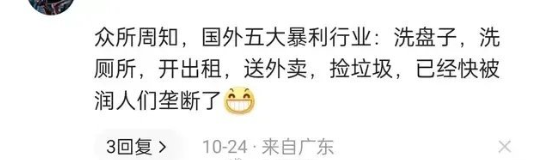 众所周知，国外五大暴利行业：洗盘子，洗
厕所，开出租，送外卖，捡垃圾，已经快被
润人们垄断了😁
3回复 >
10-24 · 来自广东